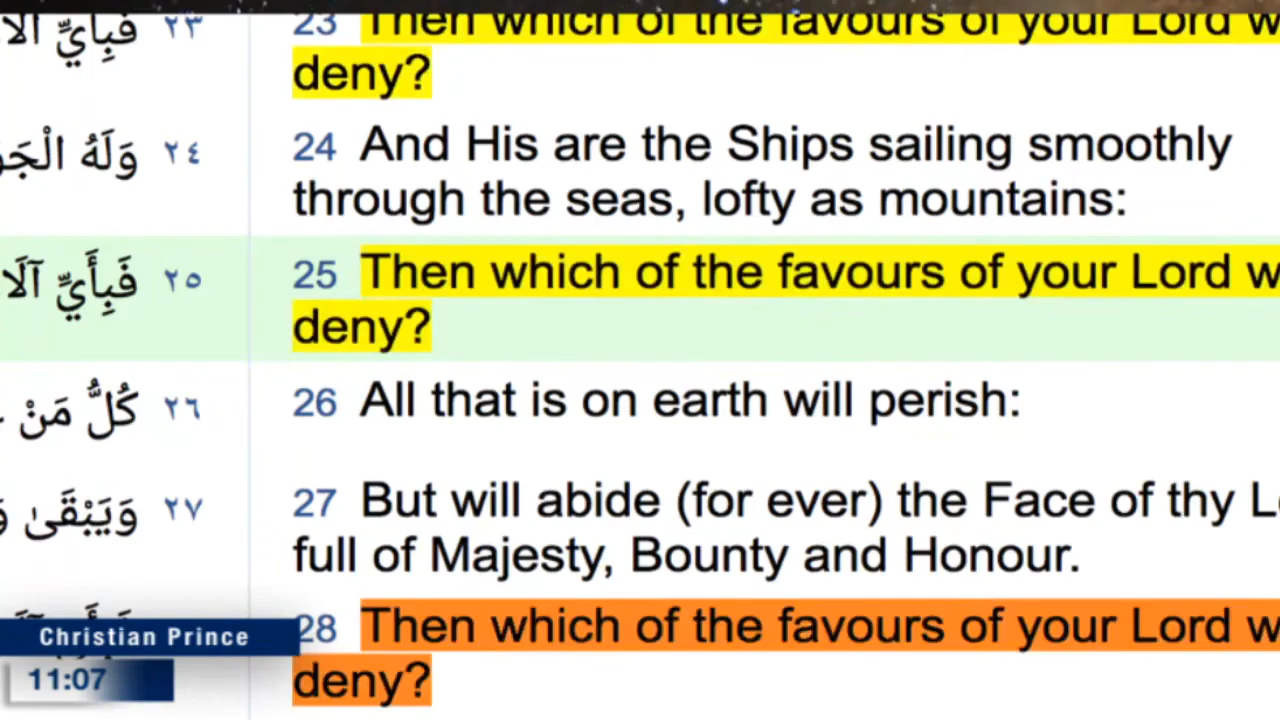 فَبِأَيِّ ٢٣ 23 Then which of the favours of your Lord
deny?
وَلَهُ ٢٤ 24 And His are the Ships sailing smoothly
through the seas, lofty as mountains:
فَبِأَيِّ ٢٥ 25 Then which of the favours of your Lord
deny?
كُلُّ مَنْ ٢٦ 26 All that is on earth will perish:
وَيَبْقَىٰ ٢٧ 27 But will abide (for ever) the Face of thy
full of Majesty, Bounty and Honour.
28 Then which of the favours of your Lord
deny?
Christian Prince
11:07